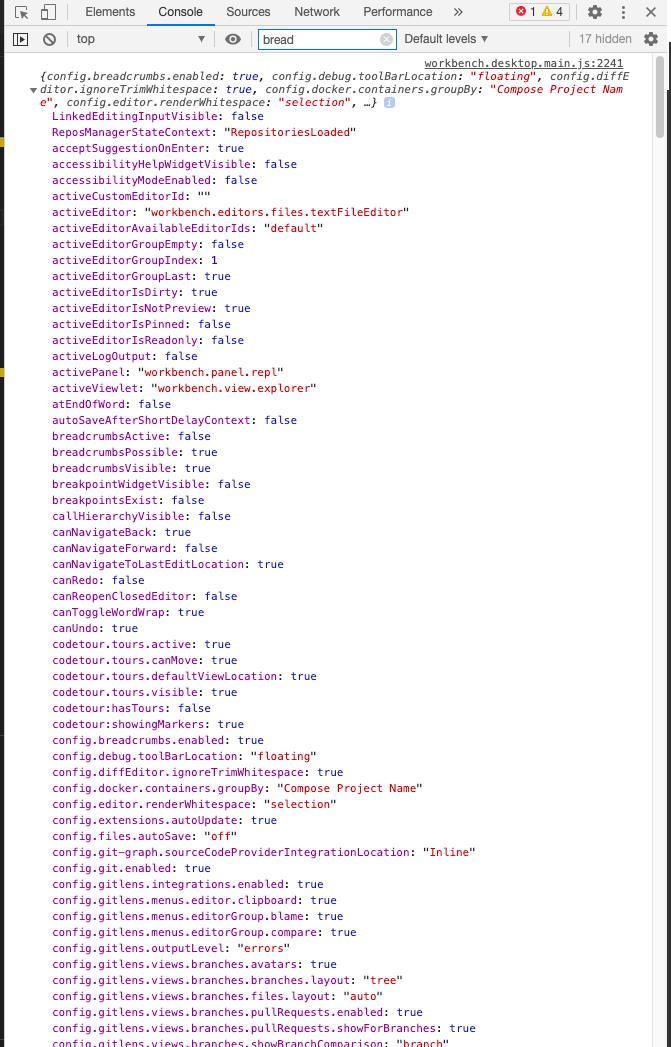 Elements Console Sources Network Performance » 1 4
top bread Default levels 17 hidden
workbench.desktop.main.js:2241
{config.breadcrumbs.enabled: true, config.debug.toolBarLocation: "floating", config.diffE
ditor.ignoreTrimWhitespace: true, config.docker.containers.groupBy: "Compose Project Nam
e", config.editor.renderWhitespace: "selection", …} i
LinkedEditingInputVisible: false
ReposManagerStateContext: "RepositoriesLoaded"
acceptSuggestionOnEnter: true
accessibilityHelpWidgetVisible: false
accessibilityModeEnabled: false
activeCustomEditorId: ""
activeEditor: "workbench.editors.files.textFileEditor"
activeEditorAvailableEditorIds: "default"
activeEditorGroupEmpty: false
activeEditorGroupIndex: 1
activeEditorGroupLast: true
activeEditorIsDirty: true
activeEditorIsNotPreview: true
activeEditorIsPinned: false
activeEditorIsReadonly: false
activeLogOutput: false
activePanel: "workbench.panel.repl"
activeViewlet: "workbench.view.explorer"
atEndOfWord: false
autoSaveAfterShortDelayContext: false
breadcrumbsActive: false
breadcrumbsPossible: true
breadcrumbsVisible: true
breakpointWidgetVisible: false
breakpointsExist: false
callHierarchyVisible: false
canNavigateBack: true
canNavigateForward: false
canNavigateToLastEditLocation: true
canRedo: false
canReopenClosedEditor: false
canToggleWordWrap: true
canUndo: true
codetour.tours.active: true
codetour.tours.canMove: true
codetour.tours.defaultViewLocation: true
codetour.tours.visible: true
codetour:hasTours: false
codetour:showingMarkers: true
config.breadcrumbs.enabled: true
config.debug.toolBarLocation: "floating"
config.diffEditor.ignoreTrimWhitespace: true
config.docker.containers.groupBy: "Compose Project Name"
config.editor.renderWhitespace: "selection"
config.extensions.autoUpdate: true
config.files.autoSave: "off"
config.git-graph.sourceCodeProviderIntegrationLocation: "Inline"
config.git.enabled: true
config.gitlens.integrations.enabled: true
config.gitlens.menus.editor.clipboard: true
config.gitlens.menus.editorGroup.blame: true
config.gitlens.menus.editorGroup.compare: true
config.gitlens.outputLevel: "errors"
config.gitlens.views.branches.avatars: true
config.gitlens.views.branches.branches.layout: "tree"
config.gitlens.views.branches.files.layout: "auto"
config.gitlens.views.branches.pullRequests.enabled: true
config.gitlens.views.branches.pullRequests.showForBranches: true
config.gitlens.views.branches.showBranchComparison: "branch"